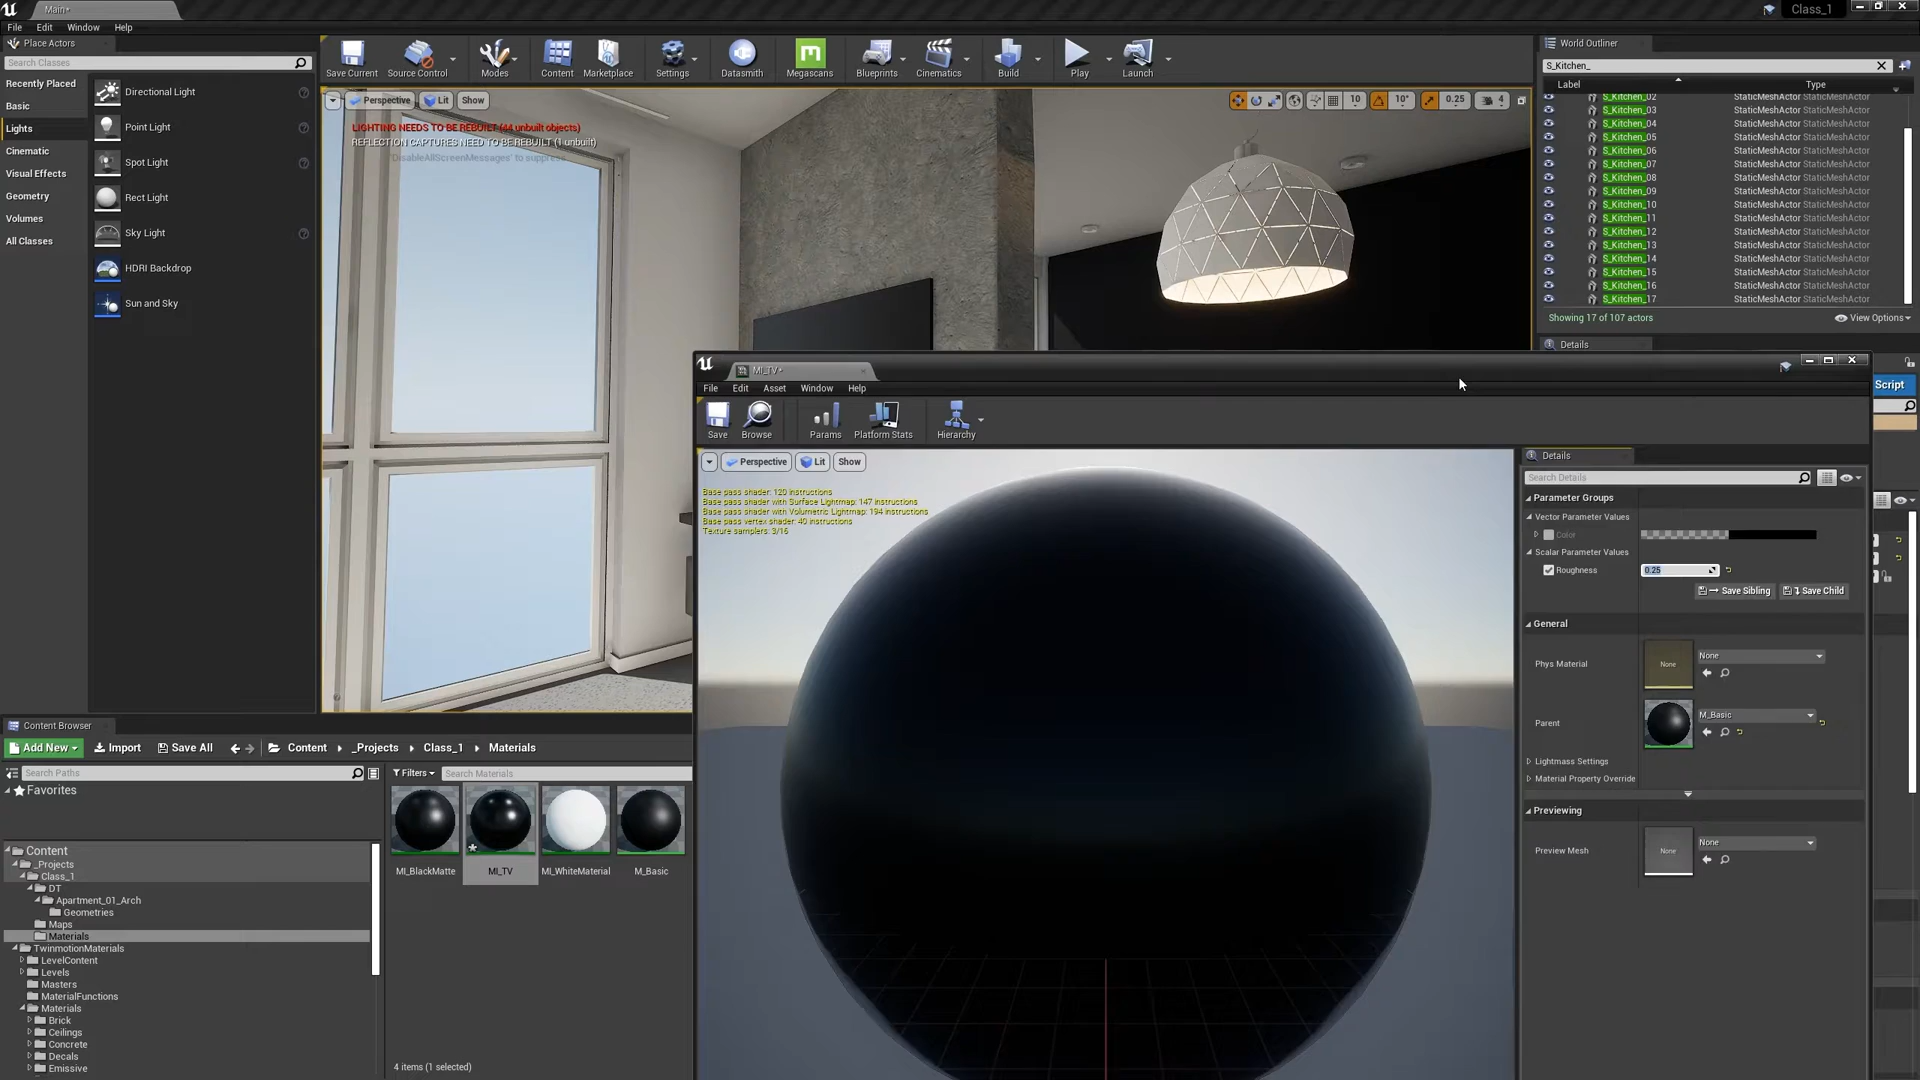 Main*
Class_1
File Edit Window Help
Place Actors
Search Classes
Recently Placed
Basic
Lights
Cinematic
Visual Effects
Geometry
Volumes
All Classes
Directional Light
Point Light
Spot Light
Rect Light
Sky Light
HDRI Backdrop
Sun and Sky
Save Current Source Control Modes Content Marketplace Settings Datasmith Megascans Blueprints Cinematics Build Play Launch
Perspective Lit Show
10 10° 0.25 4
LIGHTING NEEDS TO BE REBUILT (44 unbuilt objects)
REFLECTION CAPTURES NEED TO BE REBUILT (1 unbuilt)
'DisableAllScreenMessages' to suppress
World Outliner
S_Kitchen_
Label Type
S_Kitchen_02 StaticMeshActor StaticMeshActor
S_Kitchen_03 StaticMeshActor StaticMeshActor
S_Kitchen_04 StaticMeshActor StaticMeshActor
S_Kitchen_05 StaticMeshActor StaticMeshActor
S_Kitchen_06 StaticMeshActor StaticMeshActor
S_Kitchen_07 StaticMeshActor StaticMeshActor
S_Kitchen_08 StaticMeshActor StaticMeshActor
S_Kitchen_09 StaticMeshActor StaticMeshActor
S_Kitchen_10 StaticMeshActor StaticMeshActor
S_Kitchen_11 StaticMeshActor StaticMeshActor
S_Kitchen_12 StaticMeshActor StaticMeshActor
S_Kitchen_13 StaticMeshActor StaticMeshActor
S_Kitchen_14 StaticMeshActor StaticMeshActor
S_Kitchen_15 StaticMeshActor StaticMeshActor
S_Kitchen_16 StaticMeshActor StaticMeshActor
S_Kitchen_17 StaticMeshActor StaticMeshActor
Showing 17 of 107 actors View Options
Details
Script
MI_TV*
File Edit Asset Window Help
Save Browse Params Platform Stats Hierarchy
Perspective Lit Show
Base pass shader: 120 instructions
Base pass shader with Surface Lightmap: 147 instructions
Base pass shader with Volumetric Lightmap: 194 instructions
Base pass vertex shader: 40 instructions
Texture samplers: 3/16
Details
Search Details
Parameter Groups
Vector Parameter Values
Color
Scalar Parameter Values
Roughness 0.25
Save Sibling Save Child
General
Phys Material None None
Parent M_Basic
Lightmass Settings
Material Property Override
Previewing
Preview Mesh None None
Content Browser
Add New Import Save All Content _Projects Class_1 Materials
Search Paths
Filters Search Materials
Favorites
Content
_Projects
Class_1
DT
Apartment_01_Arch
Geometries
Maps
Materials
TwinmotionMaterials
LevelContent
Levels
Masters
MaterialFunctions
Materials
Brick
Ceilings
Concrete
Decals
Emissive
MI_BlackMatte MI_TV MI_WhiteMaterial M_Basic
4 items (1 selected)